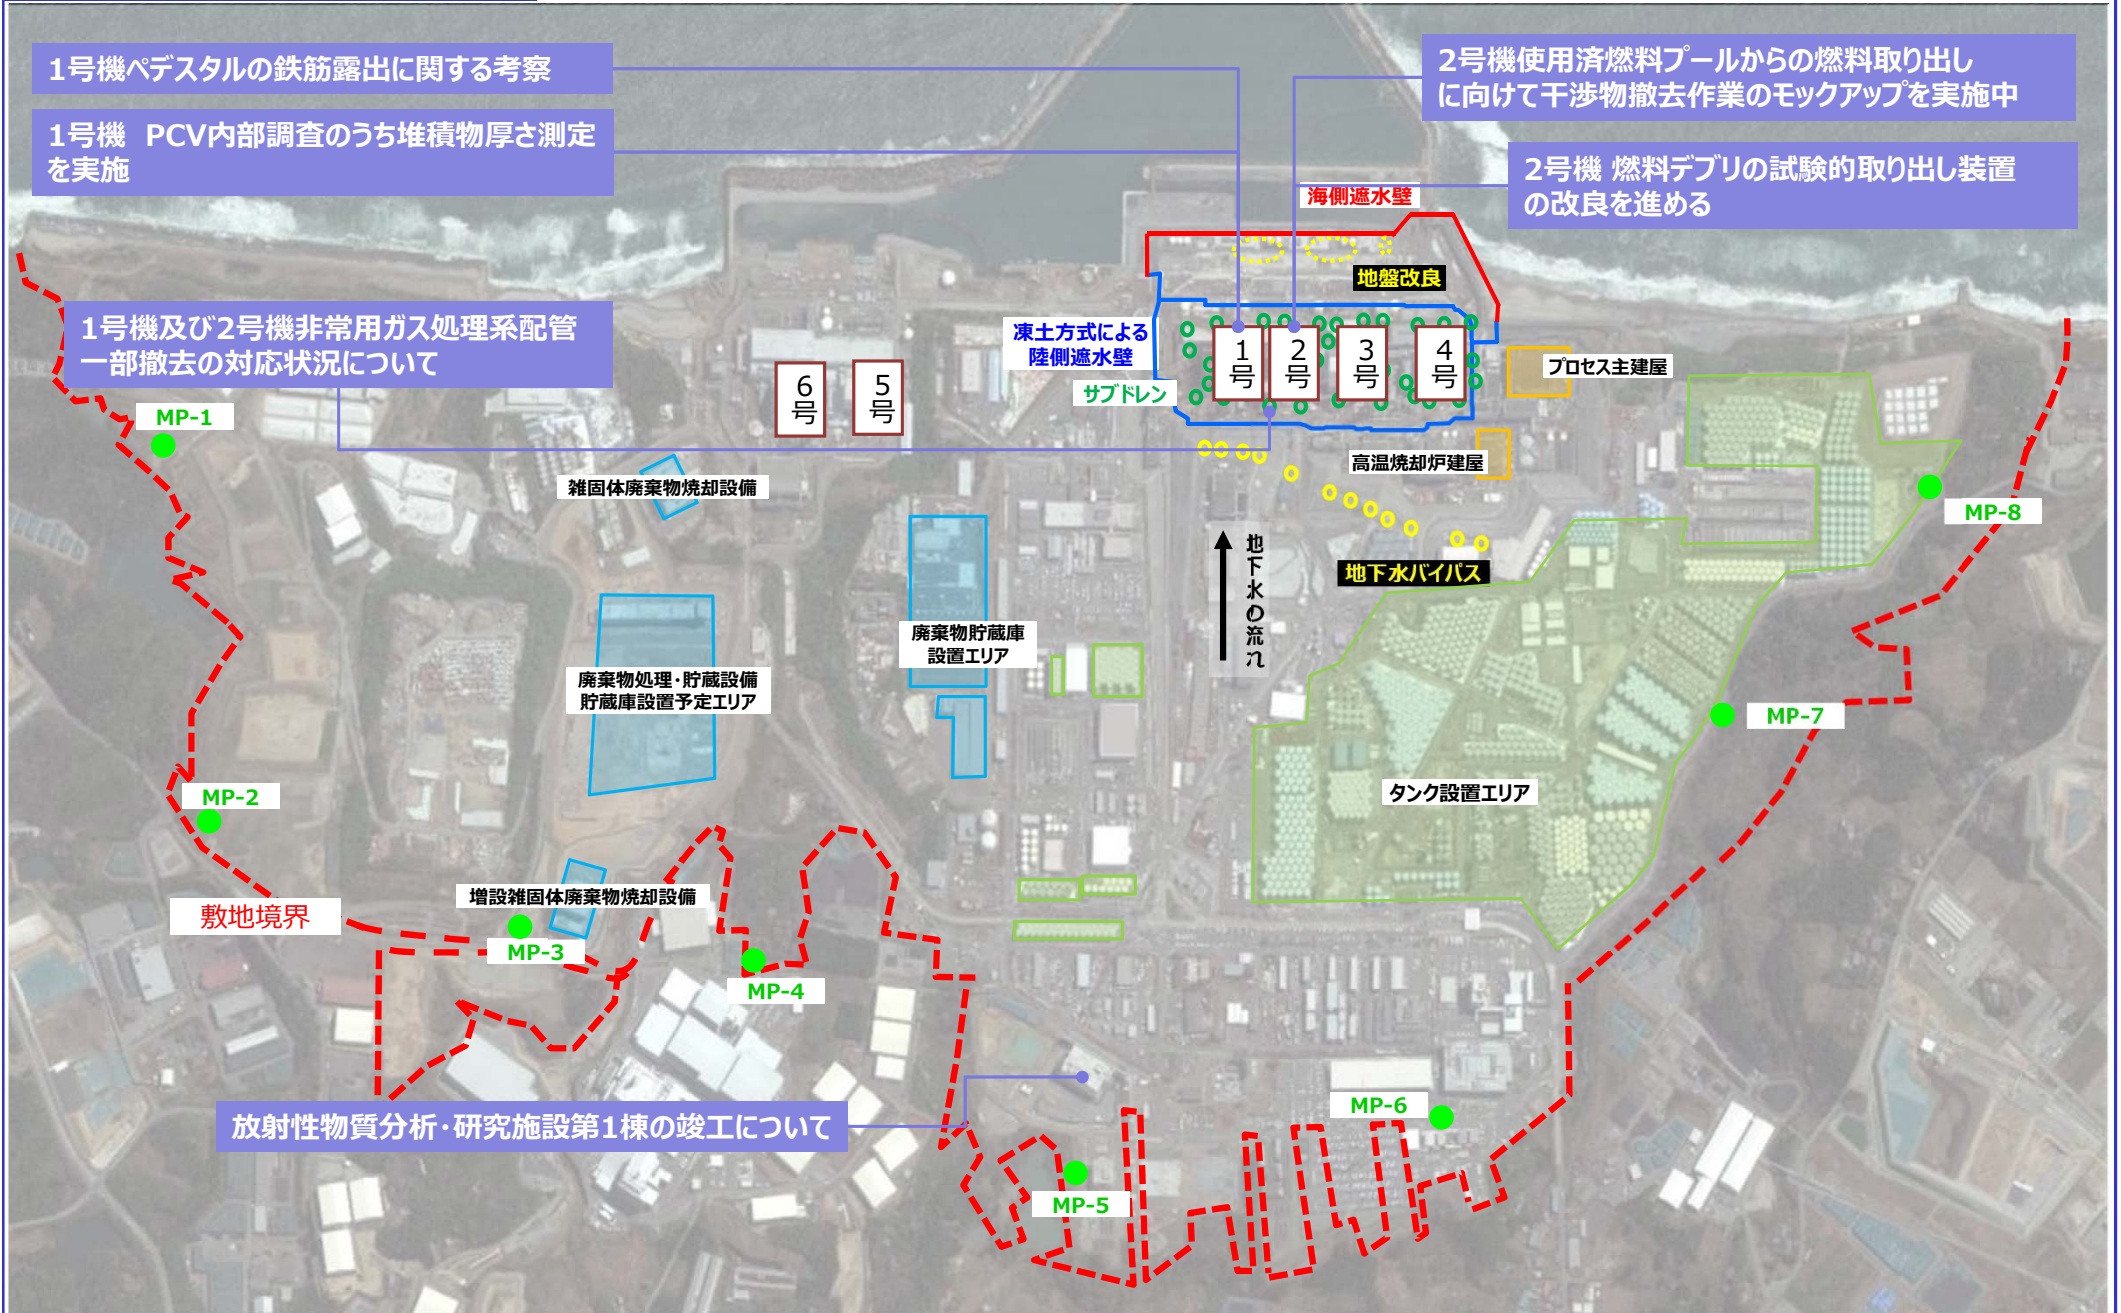 1号機ペデスタルの鉄筋露出に関する考察
1号機 PCV内部調査のうち堆積物厚さ測定
を実施
2号機使用済燃料プールからの燃料取り出し
に向けて干渉物撤去作業のモックアップを実施中
2号機 燃料デブリの試験的取り出し装置
の改良を進める
海側遮水壁
地盤改良
1号機及び2号機非常用ガス処理系配管
一部撤去の対応状況について
凍土方式による
陸側遮水壁
サブドレン
6号
5号
1号
2号
3号
4号
プロセス主建屋
高温焼却炉建屋
MP-1
雑固体廃棄物焼却設備
MP-8
地下水の流れ
地下水バイパス
廃棄物貯蔵庫
設置エリア
廃棄物処理・貯蔵設備
貯蔵庫設置予定エリア
MP-7
タンク設置エリア
MP-2
増設雑固体廃棄物焼却設備
敷地境界
MP-3
MP-4
MP-6
放射性物質分析・研究施設第1棟の竣工について
MP-5